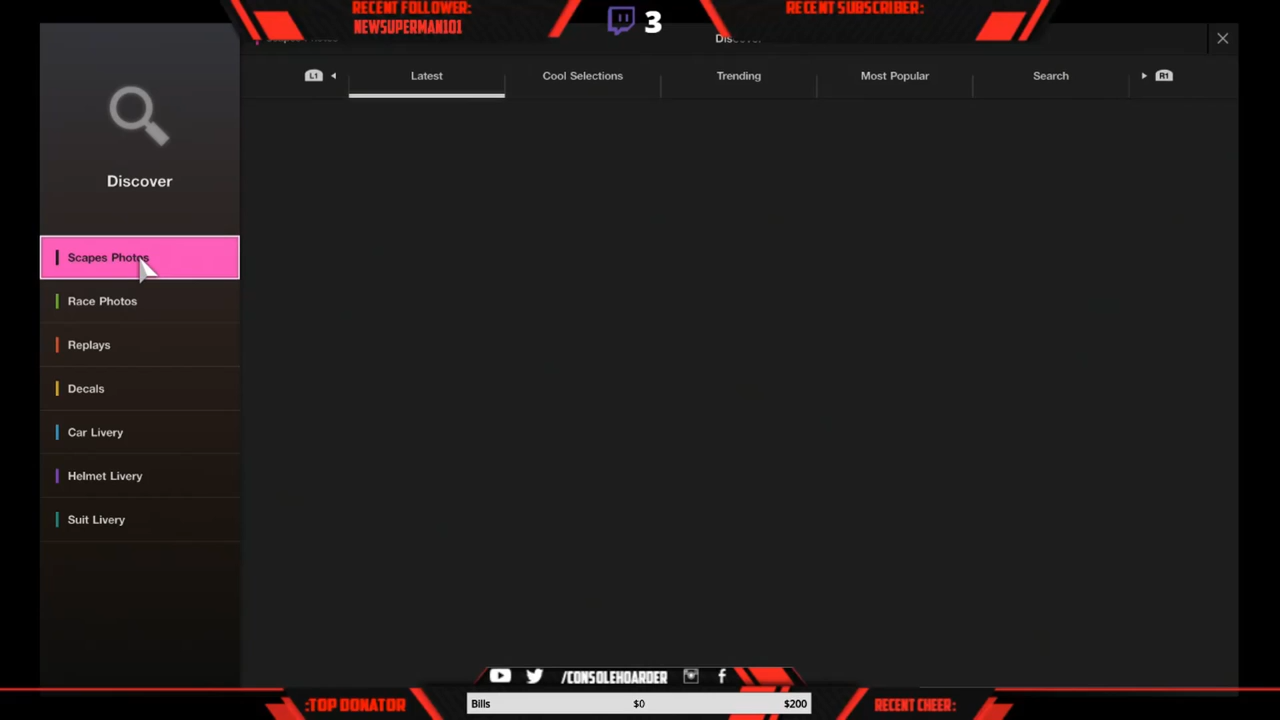 RECENT FOLLOWER:
NEWSUPERMAN101
3
RECENT SUBSCRIBER:
Discover
L1
Latest
Cool Selections
Trending
Most Popular
Search
R1
Discover
Scapes Photos
Race Photos
Replays
Decals
Car Livery
Helmet Livery
Suit Livery
/CONSOLEHOARDER
:TOP DONATOR
Bills
$0
$200
RECENT CHEER: